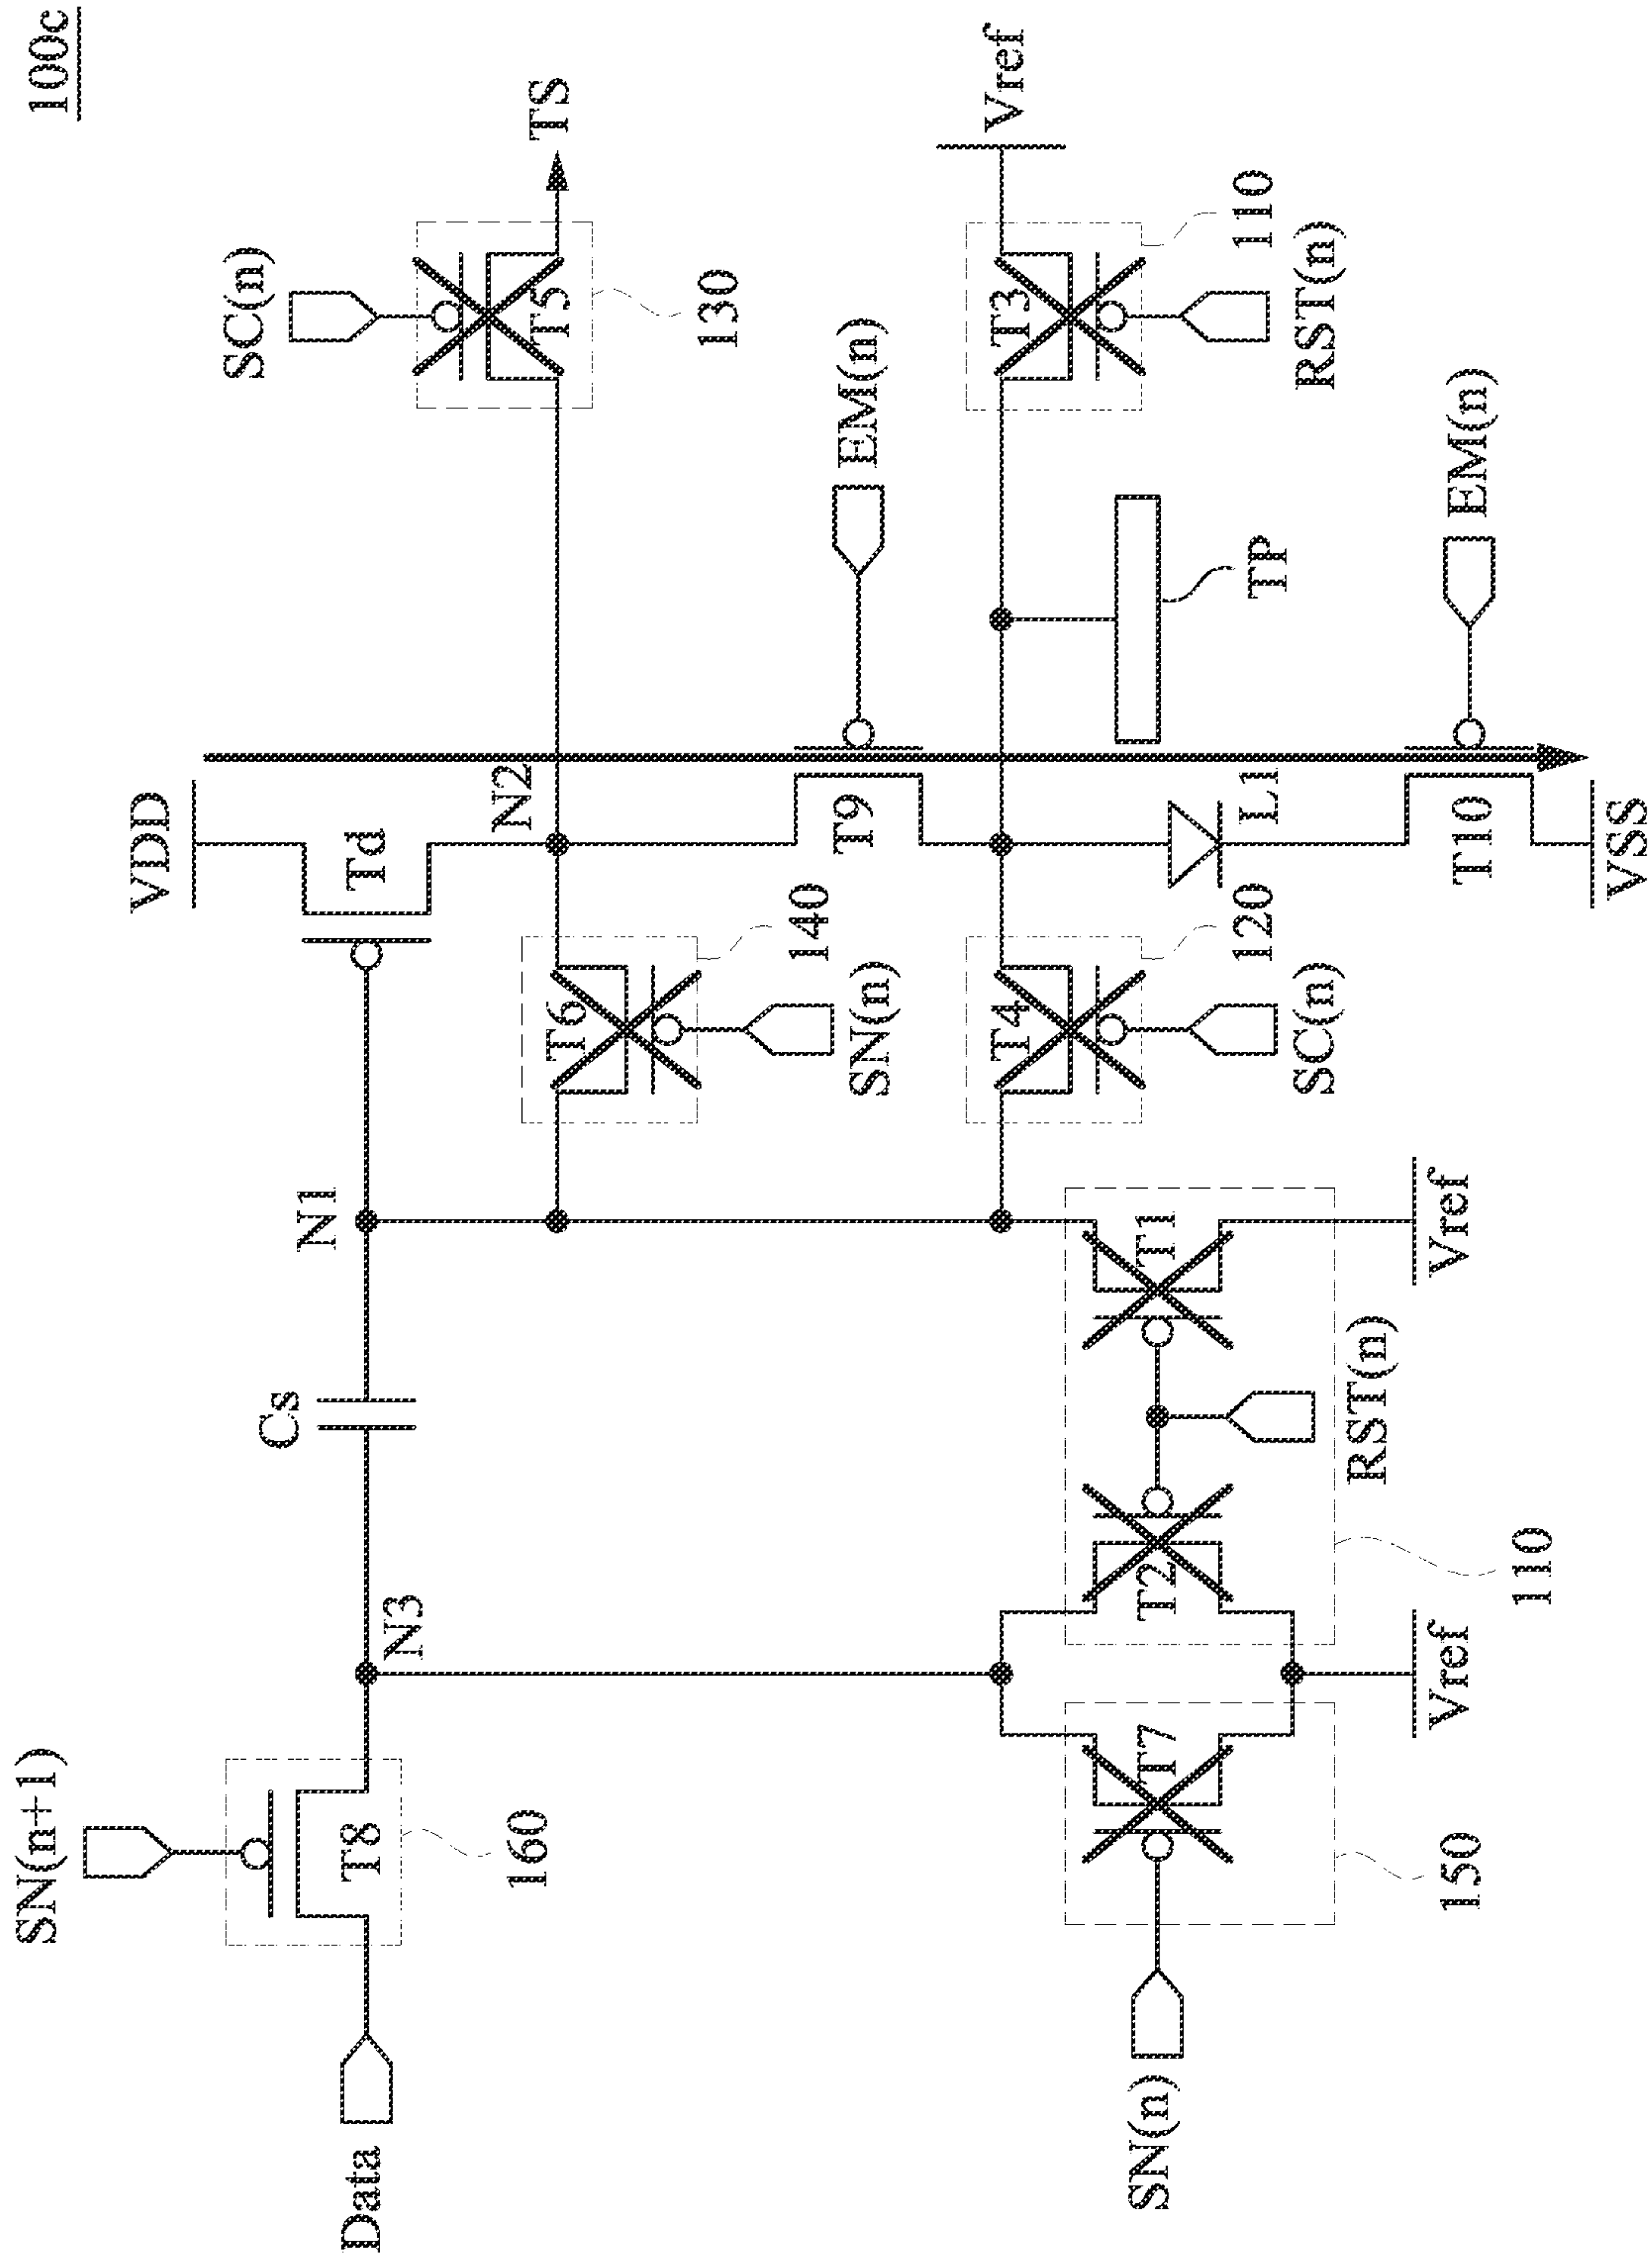 100c
SC(n)
TS
T5
130
VDD
Td
N2
EM(n)
Vref
T3
110
RST(n)
T9
TP
L1
EM(n)
T10
VSS
N1
T6
140
SN(n)
T4
120
SC(n)
Cs
T1
Vref
RST(n)
T2
110
N3
SN(n+1)
T8
160
Data
T7
Vref
150
SN(n)